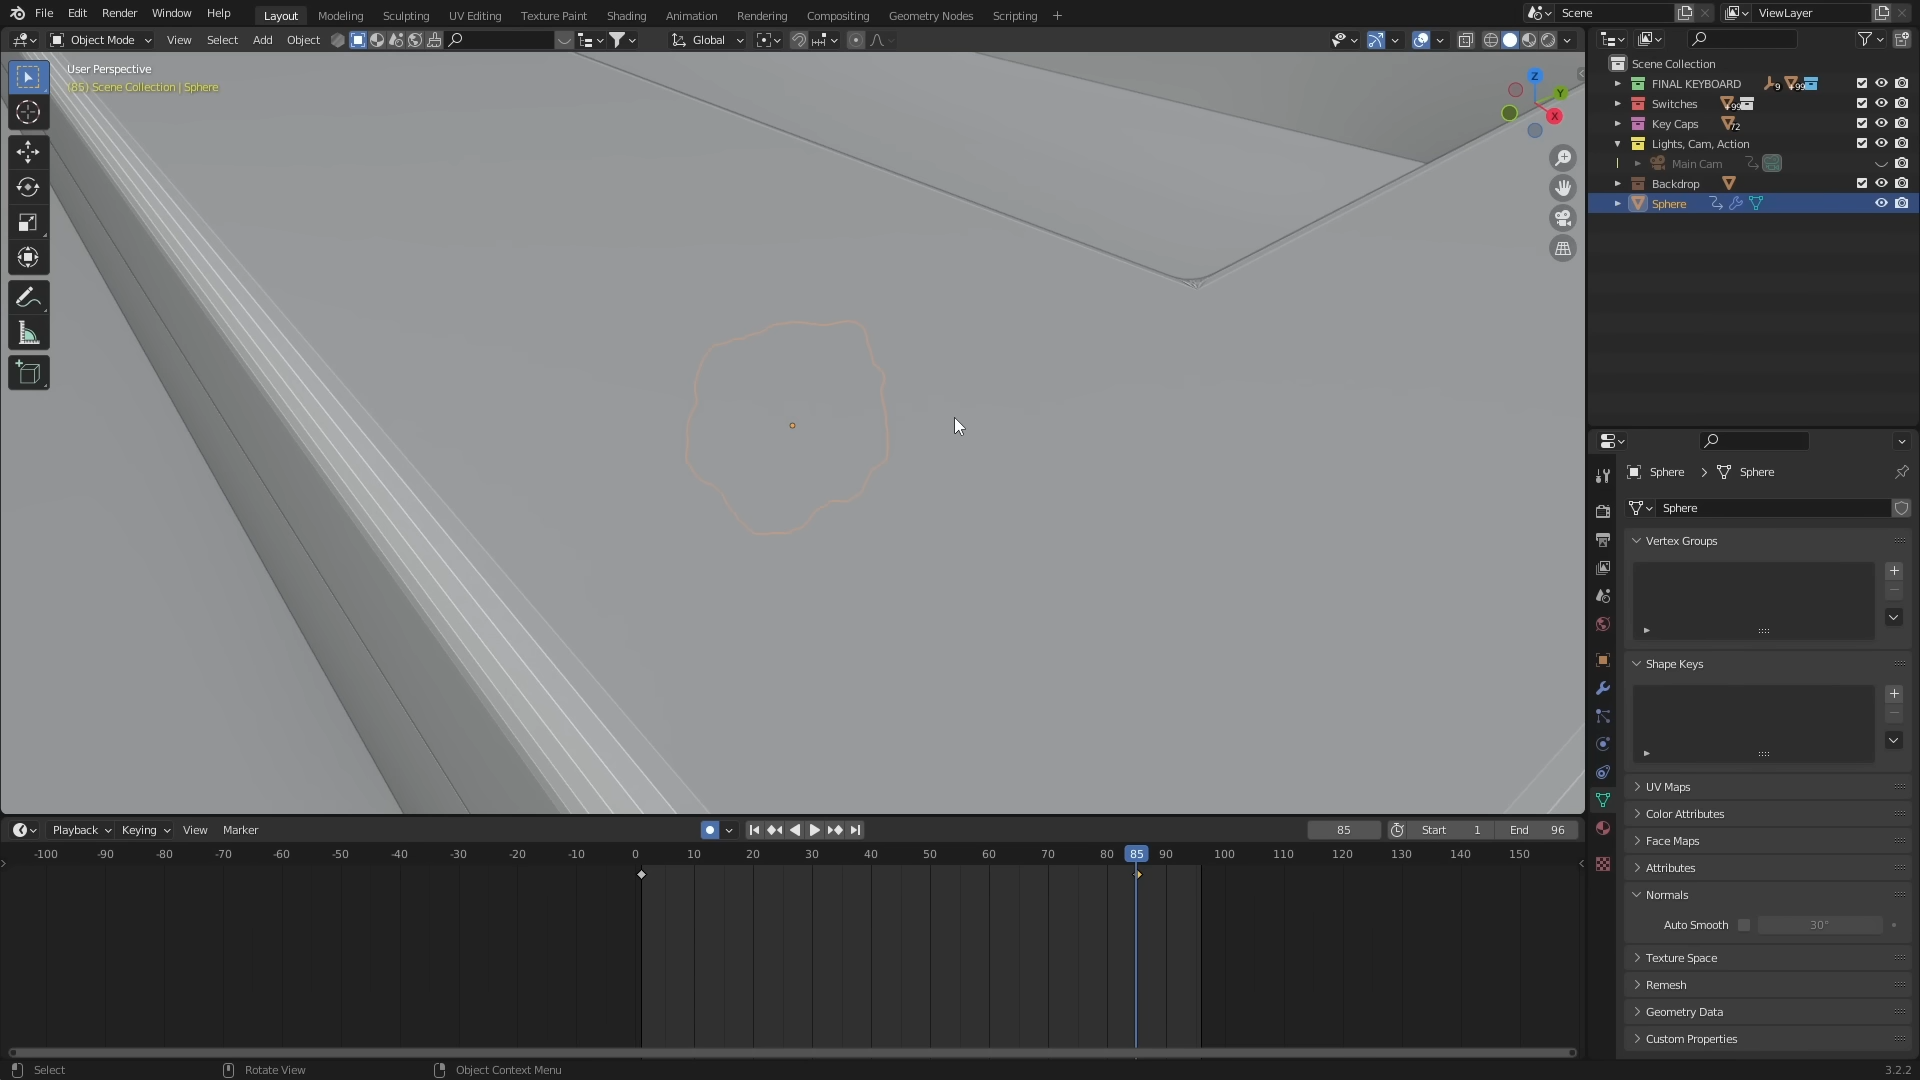 File Edit Render Window Help Layout Modeling Sculpting UV Editing Texture Paint Shading Animation Rendering Compositing Geometry Nodes Scripting + Scene ViewLayer
Object Mode View Select Add Object Global
User Perspective
(85) Scene Collection | Sphere
Z
Y
X
Scene Collection
FINAL KEYBOARD 9 +99
Switches +99
Key Caps 72
Lights, Cam, Action
Main Cam
Backdrop
Sphere
Sphere > Sphere
Sphere
Vertex Groups
Shape Keys
UV Maps
Color Attributes
Face Maps
Attributes
Normals
Auto Smooth 30°
Texture Space
Remesh
Geometry Data
Custom Properties
Playback Keying View Marker 85 Start 1 End 96
-100 -90 -80 -70 -60 -50 -40 -30 -20 -10 0 10 20 30 40 50 60 70 80 85 90 100 110 120 130 140 150
Select Rotate View Object Context Menu 3.2.2